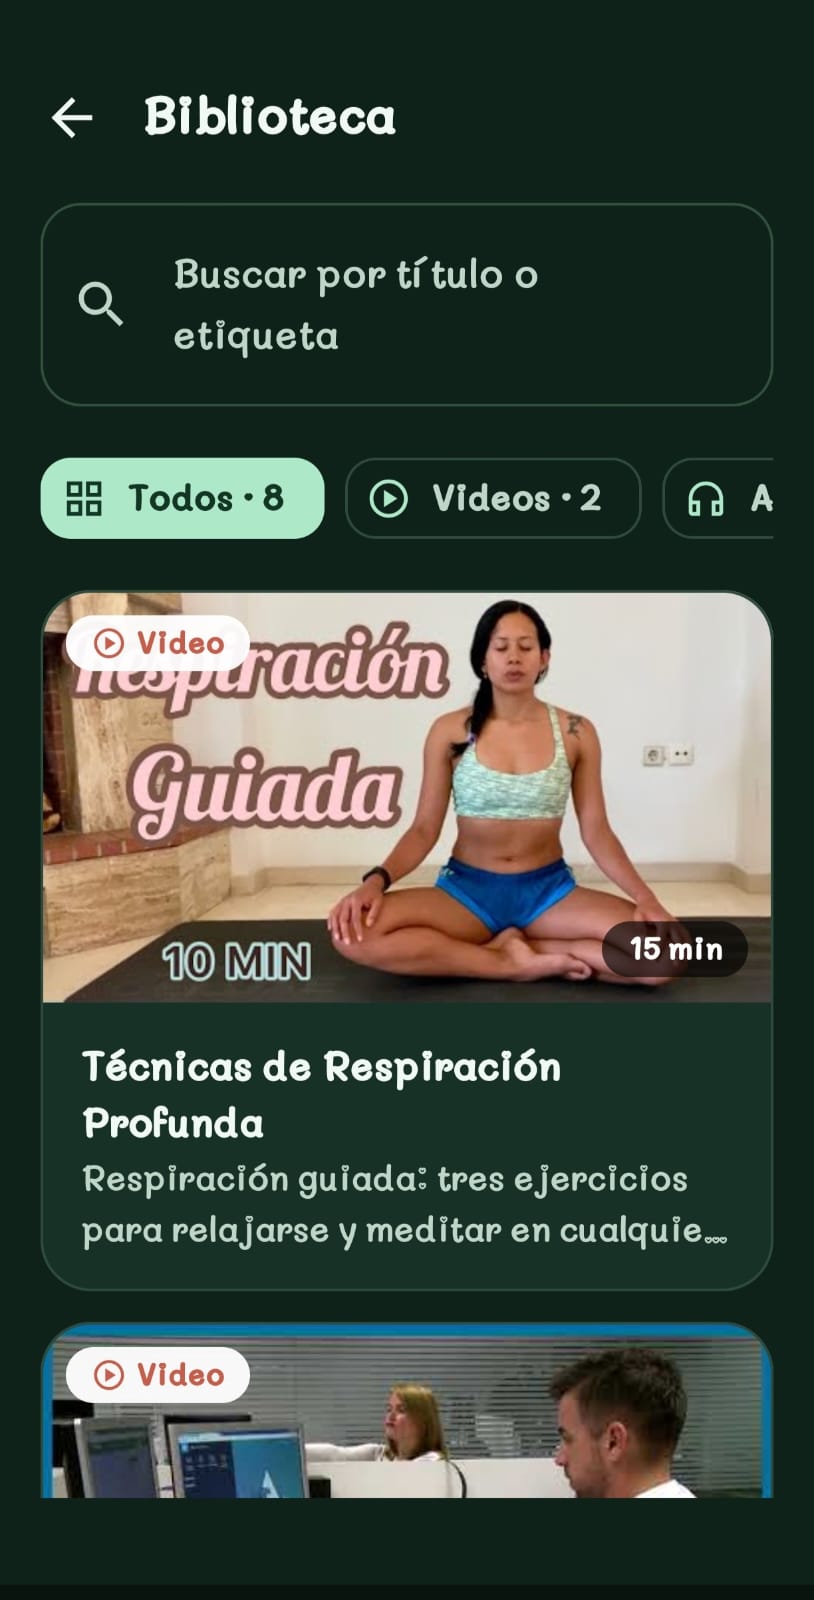 Biblioteca
Buscar por título o
etiqueta
Todos • 8
Videos • 2
A
Video
Respiración
Guiada
10 MIN
15 min
Técnicas de Respiración
Profunda
Respiración guiada: tres ejercicios
para relajarse y meditar en cualquie...
Video